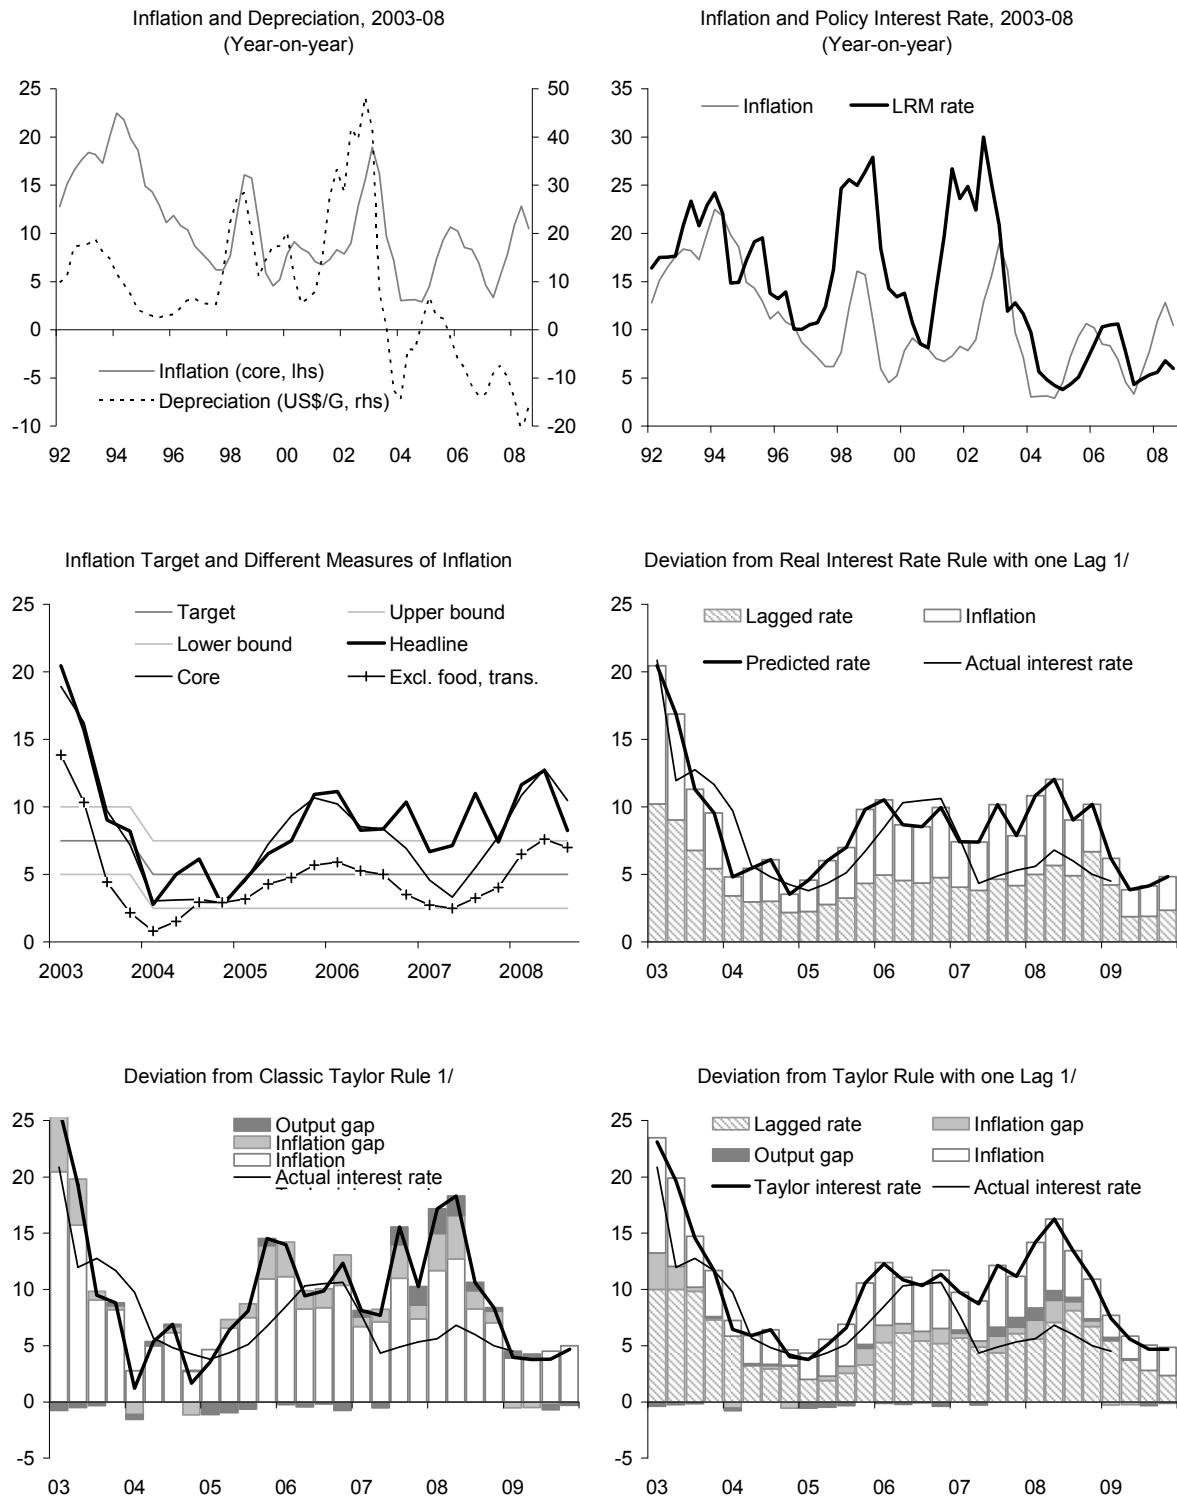 Inflation and Depreciation, 2003-08
(Year-on-year)
25
20
15
10
5
0
-5
-10
50
40
30
20
10
0
-10
-20
Inflation (core, lhs)
Depreciation (US$/G, rhs)
92 94 96 98 00 02 04 06 08
Inflation and Policy Interest Rate, 2003-08
(Year-on-year)
35
30
25
20
15
10
5
0
Inflation LRM rate
92 94 96 98 00 02 04 06 08
Inflation Target and Different Measures of Inflation
25
20
15
10
5
0
Target Upper bound
Lower bound Headline
Core Excl. food, trans.
2003 2004 2005 2006 2007 2008
Deviation from Real Interest Rate Rule with one Lag 1/
25
20
15
10
5
0
Lagged rate Inflation
Predicted rate Actual interest rate
03 04 05 06 07 08 09
Deviation from Classic Taylor Rule 1/
25
20
15
10
5
0
-5
Output gap
Inflation gap
Inflation
Actual interest rate
03 04 05 06 07 08 09
Deviation from Taylor Rule with one Lag 1/
25
20
15
10
5
0
-5
Lagged rate Inflation gap
Output gap Inflation
Taylor interest rate Actual interest rate
03 04 05 06 07 08 09